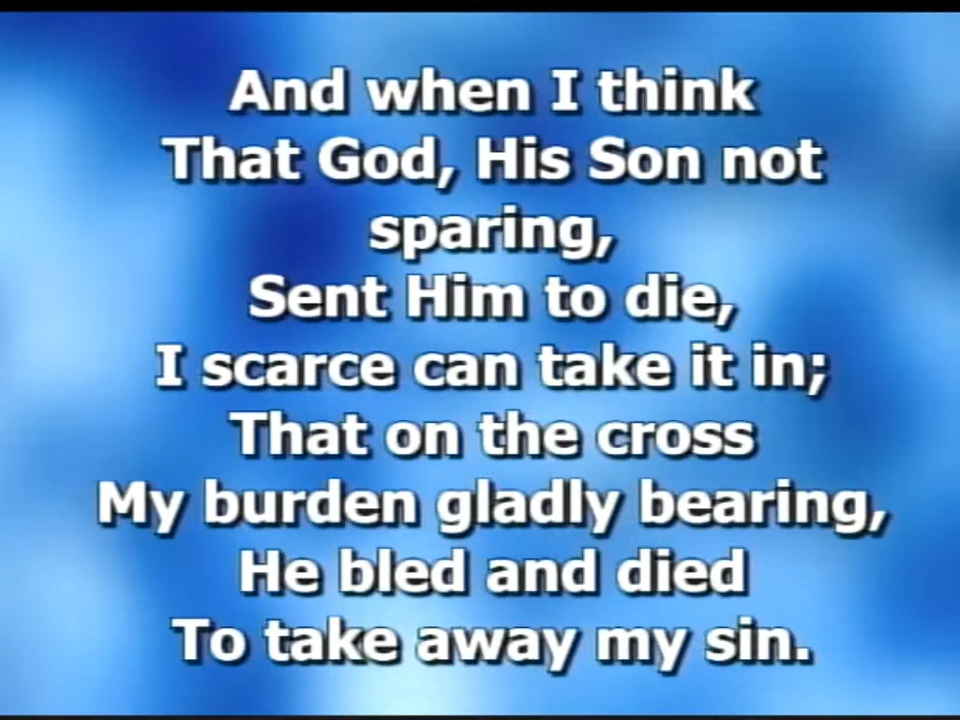 And when I think
That God, His Son not
sparing,
Sent Him to die,
I scarce can take it in;
That on the cross
My burden gladly bearing,
He bled and died
To take away my sin.